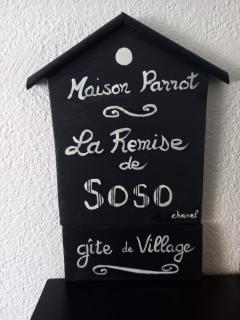 Maison Parrot
La Remise
de
SOSO
chanel
gîte de Village